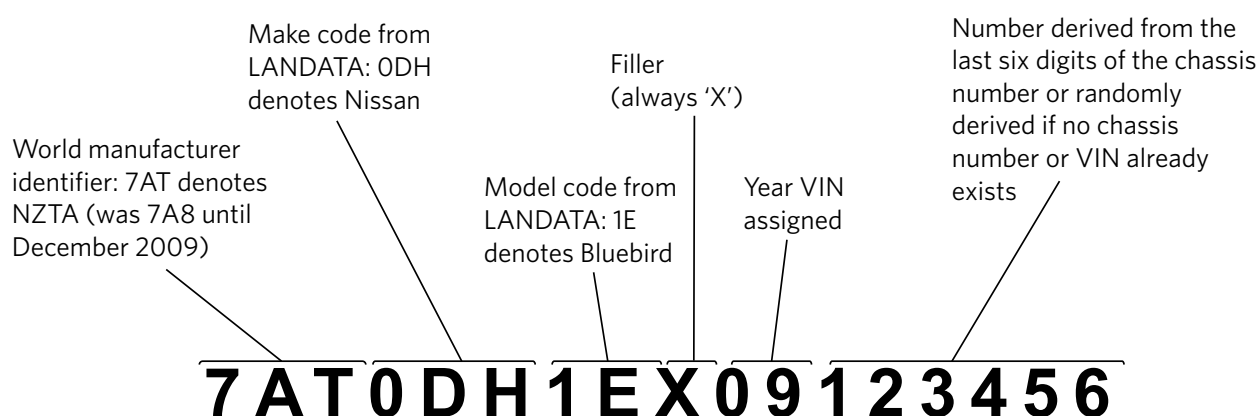 Make code from
LANDATA: 0DH
denotes Nissan
Filler
(always ‘X’)
Number derived from the
last six digits of the chassis
number or randomly
derived if no chassis
number or VIN already
exists
World manufacturer
identifier: 7AT denotes
NZTA (was 7A8 until
December 2009)
Model code from
LANDATA: 1E
denotes Bluebird
Year VIN
assigned
7AT0DH1EX09123456